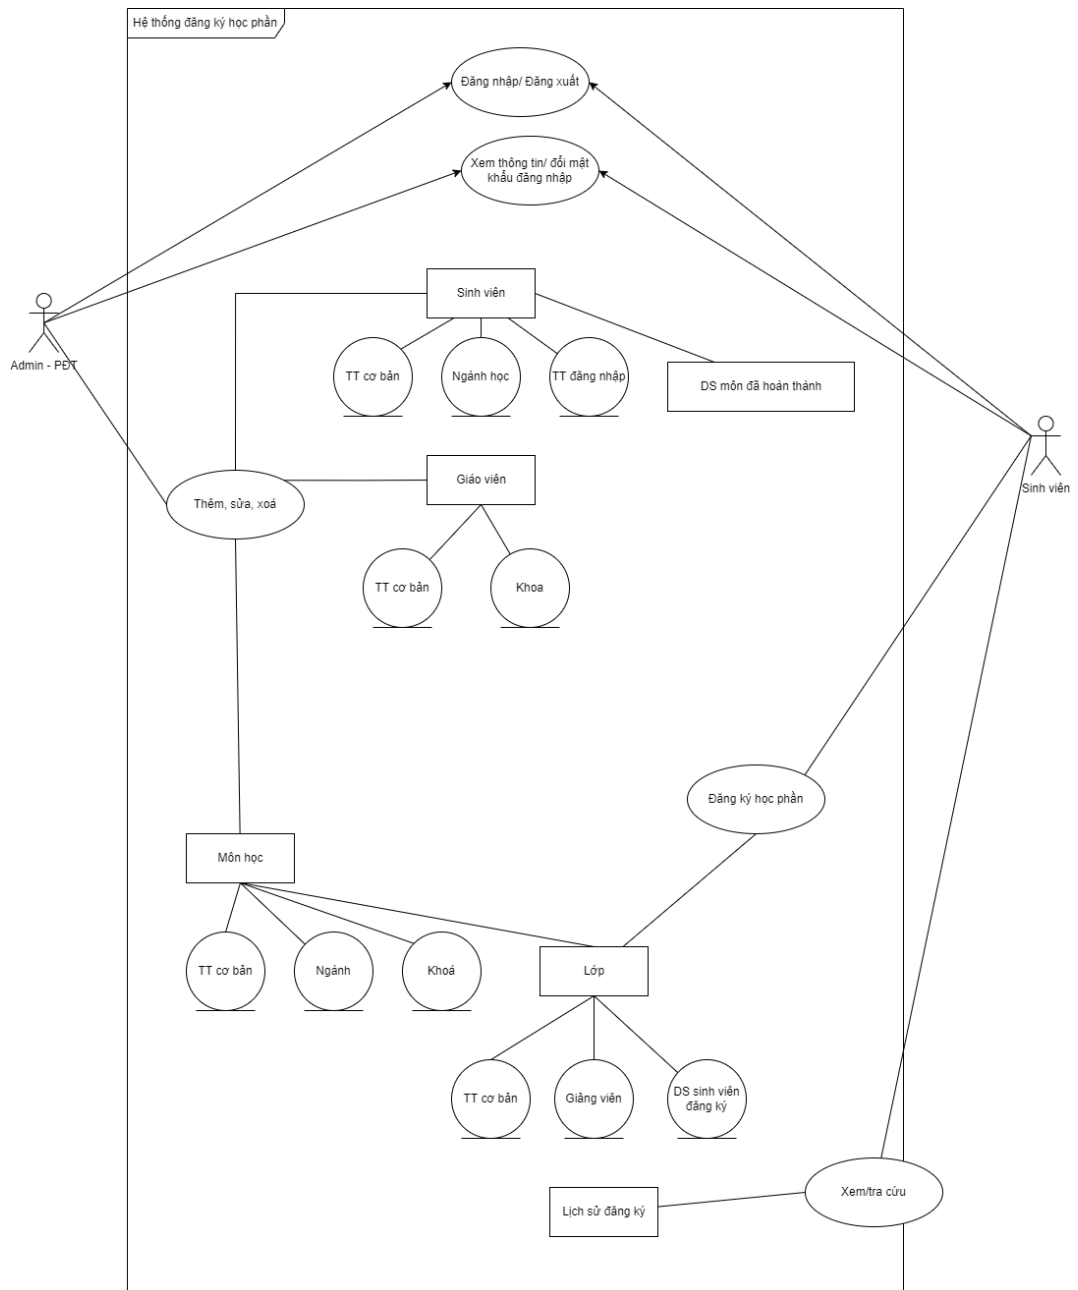 Hệ thống đăng ký học phần
Đăng nhập/ Đăng xuất
Xem thông tin/ đổi mật
khẩu đăng nhập
Sinh viên
Admin - PĐT
TT cơ bản
Ngành học
TT đăng nhập
DS môn đã hoàn thành
Sinh viên
Giáo viên
Thêm, sửa, xoá
TT cơ bản
Khoa
Đăng ký học phần
Môn học
TT cơ bản
Ngành
Khoá
Lớp
TT cơ bản
Giảng viên
DS sinh viên
đăng ký
Xem/tra cứu
Lịch sử đăng ký